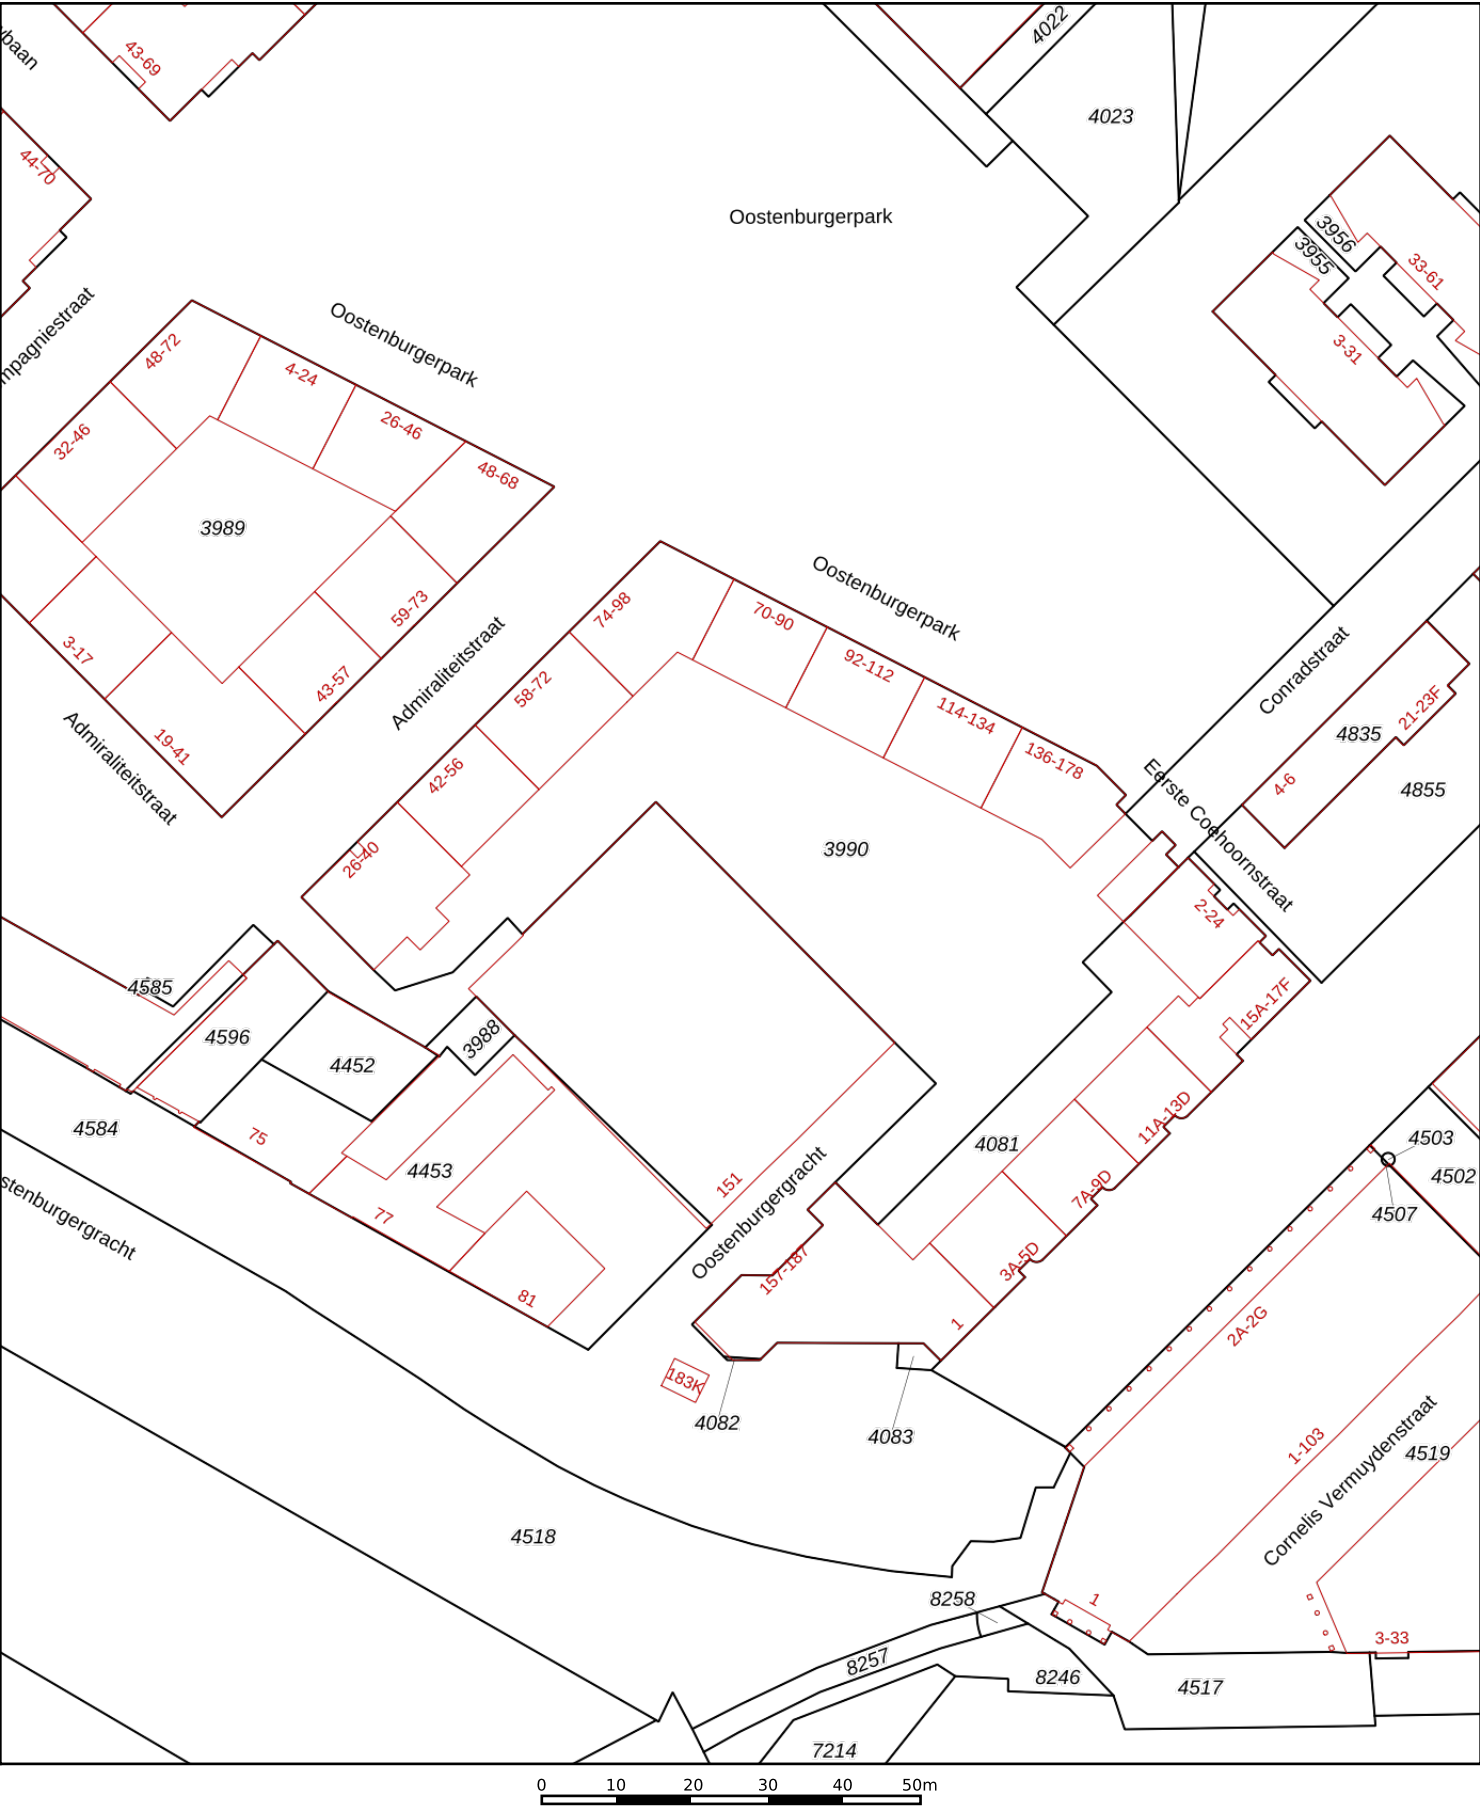 baan
43-69
4022
4023
44-70
Oostenburgerpark
3956
3955
33-61
3-31
mpagniestraat
Oostenburgerpark
48-72
4-24
26-46
32-46
48-68
3989
Oostenburgerpark
59-73
74-98
70-90
3-17
Admiraliteitstraat
92-112
43-57
58-72
Conradstraat
114-134
21-23F
19-41
4835
Admiraliteitstraat
42-56
136-178
4-6
4855
Eerste Coehoornstraat
3990
26-40
2-24
4585
15A-17F
4596
3988
4452
4584
75
11A-13D
4503
4081
4453
4502
151
7A-9D
4507
stenburgergracht
77
Oostenburgergracht
3A-5D
157-187
81
1
2A-2G
183K
4082
4083
1-103
4519
Cornelis Vermuydenstraat
4518
8258
1
3-33
8257
8246
4517
7214
0 10 20 30 40 50m